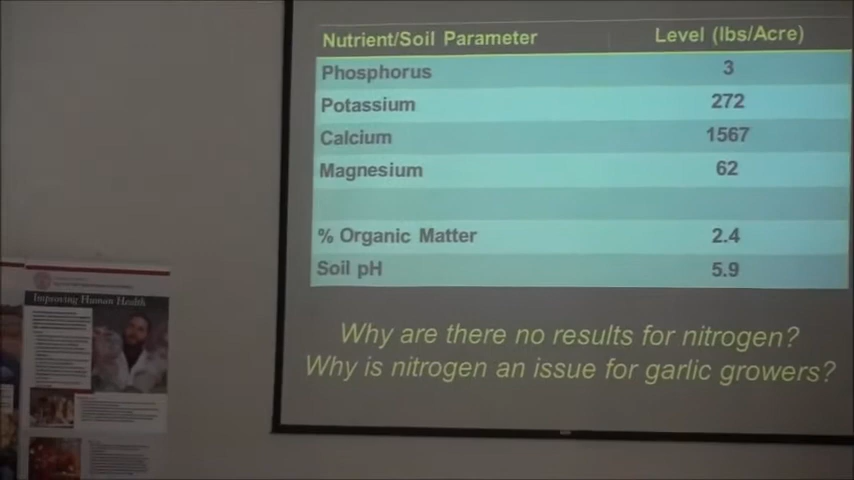 Nutrient/Soil Parameter Level (lbs/Acre)
Phosphorus 3
Potassium 272
Calcium 1567
Magnesium 62
% Organic Matter 2.4
Soil pH 5.9
Why are there no results for nitrogen?
Why is nitrogen an issue for garlic growers?
Improving Human Health